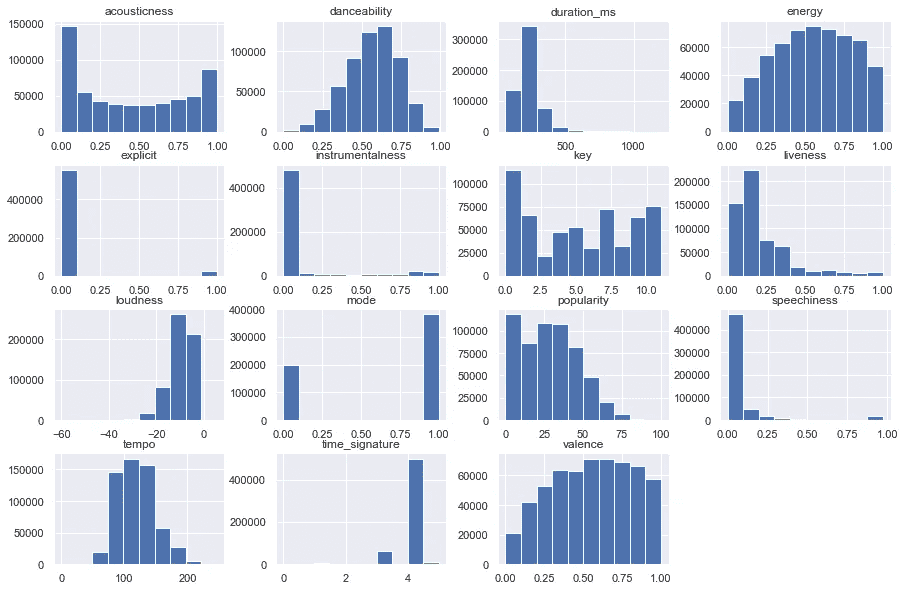 acousticness
150000
100000
50000
0
0.00 0.25 0.50 0.75 1.00
danceability
100000
50000
0
0.00 0.25 0.50 0.75 1.00
duration_ms
300000
200000
100000
0
500 1000
energy
60000
40000
20000
0
0.00 0.25 0.50 0.75 1.00
explicit
400000
200000
0
0.00 0.25 0.50 0.75 1.00
instrumentalness
400000
200000
0
0.00 0.25 0.50 0.75 1.00
key
100000
75000
50000
25000
0
0.0 2.5 5.0 7.5 10.0
liveness
200000
150000
100000
50000
0
0.00 0.25 0.50 0.75 1.00
loudness
200000
100000
0
−60 −40 −20 0
mode
400000
300000
200000
100000
0
0.00 0.25 0.50 0.75 1.00
popularity
100000
75000
50000
25000
0
0 25 50 75 100
speechiness
400000
300000
200000
100000
0
0.00 0.25 0.50 0.75 1.00
tempo
150000
100000
50000
0
0 100 200
time_signature
400000
200000
0
0 2 4
valence
60000
40000
20000
0
0.00 0.25 0.50 0.75 1.00